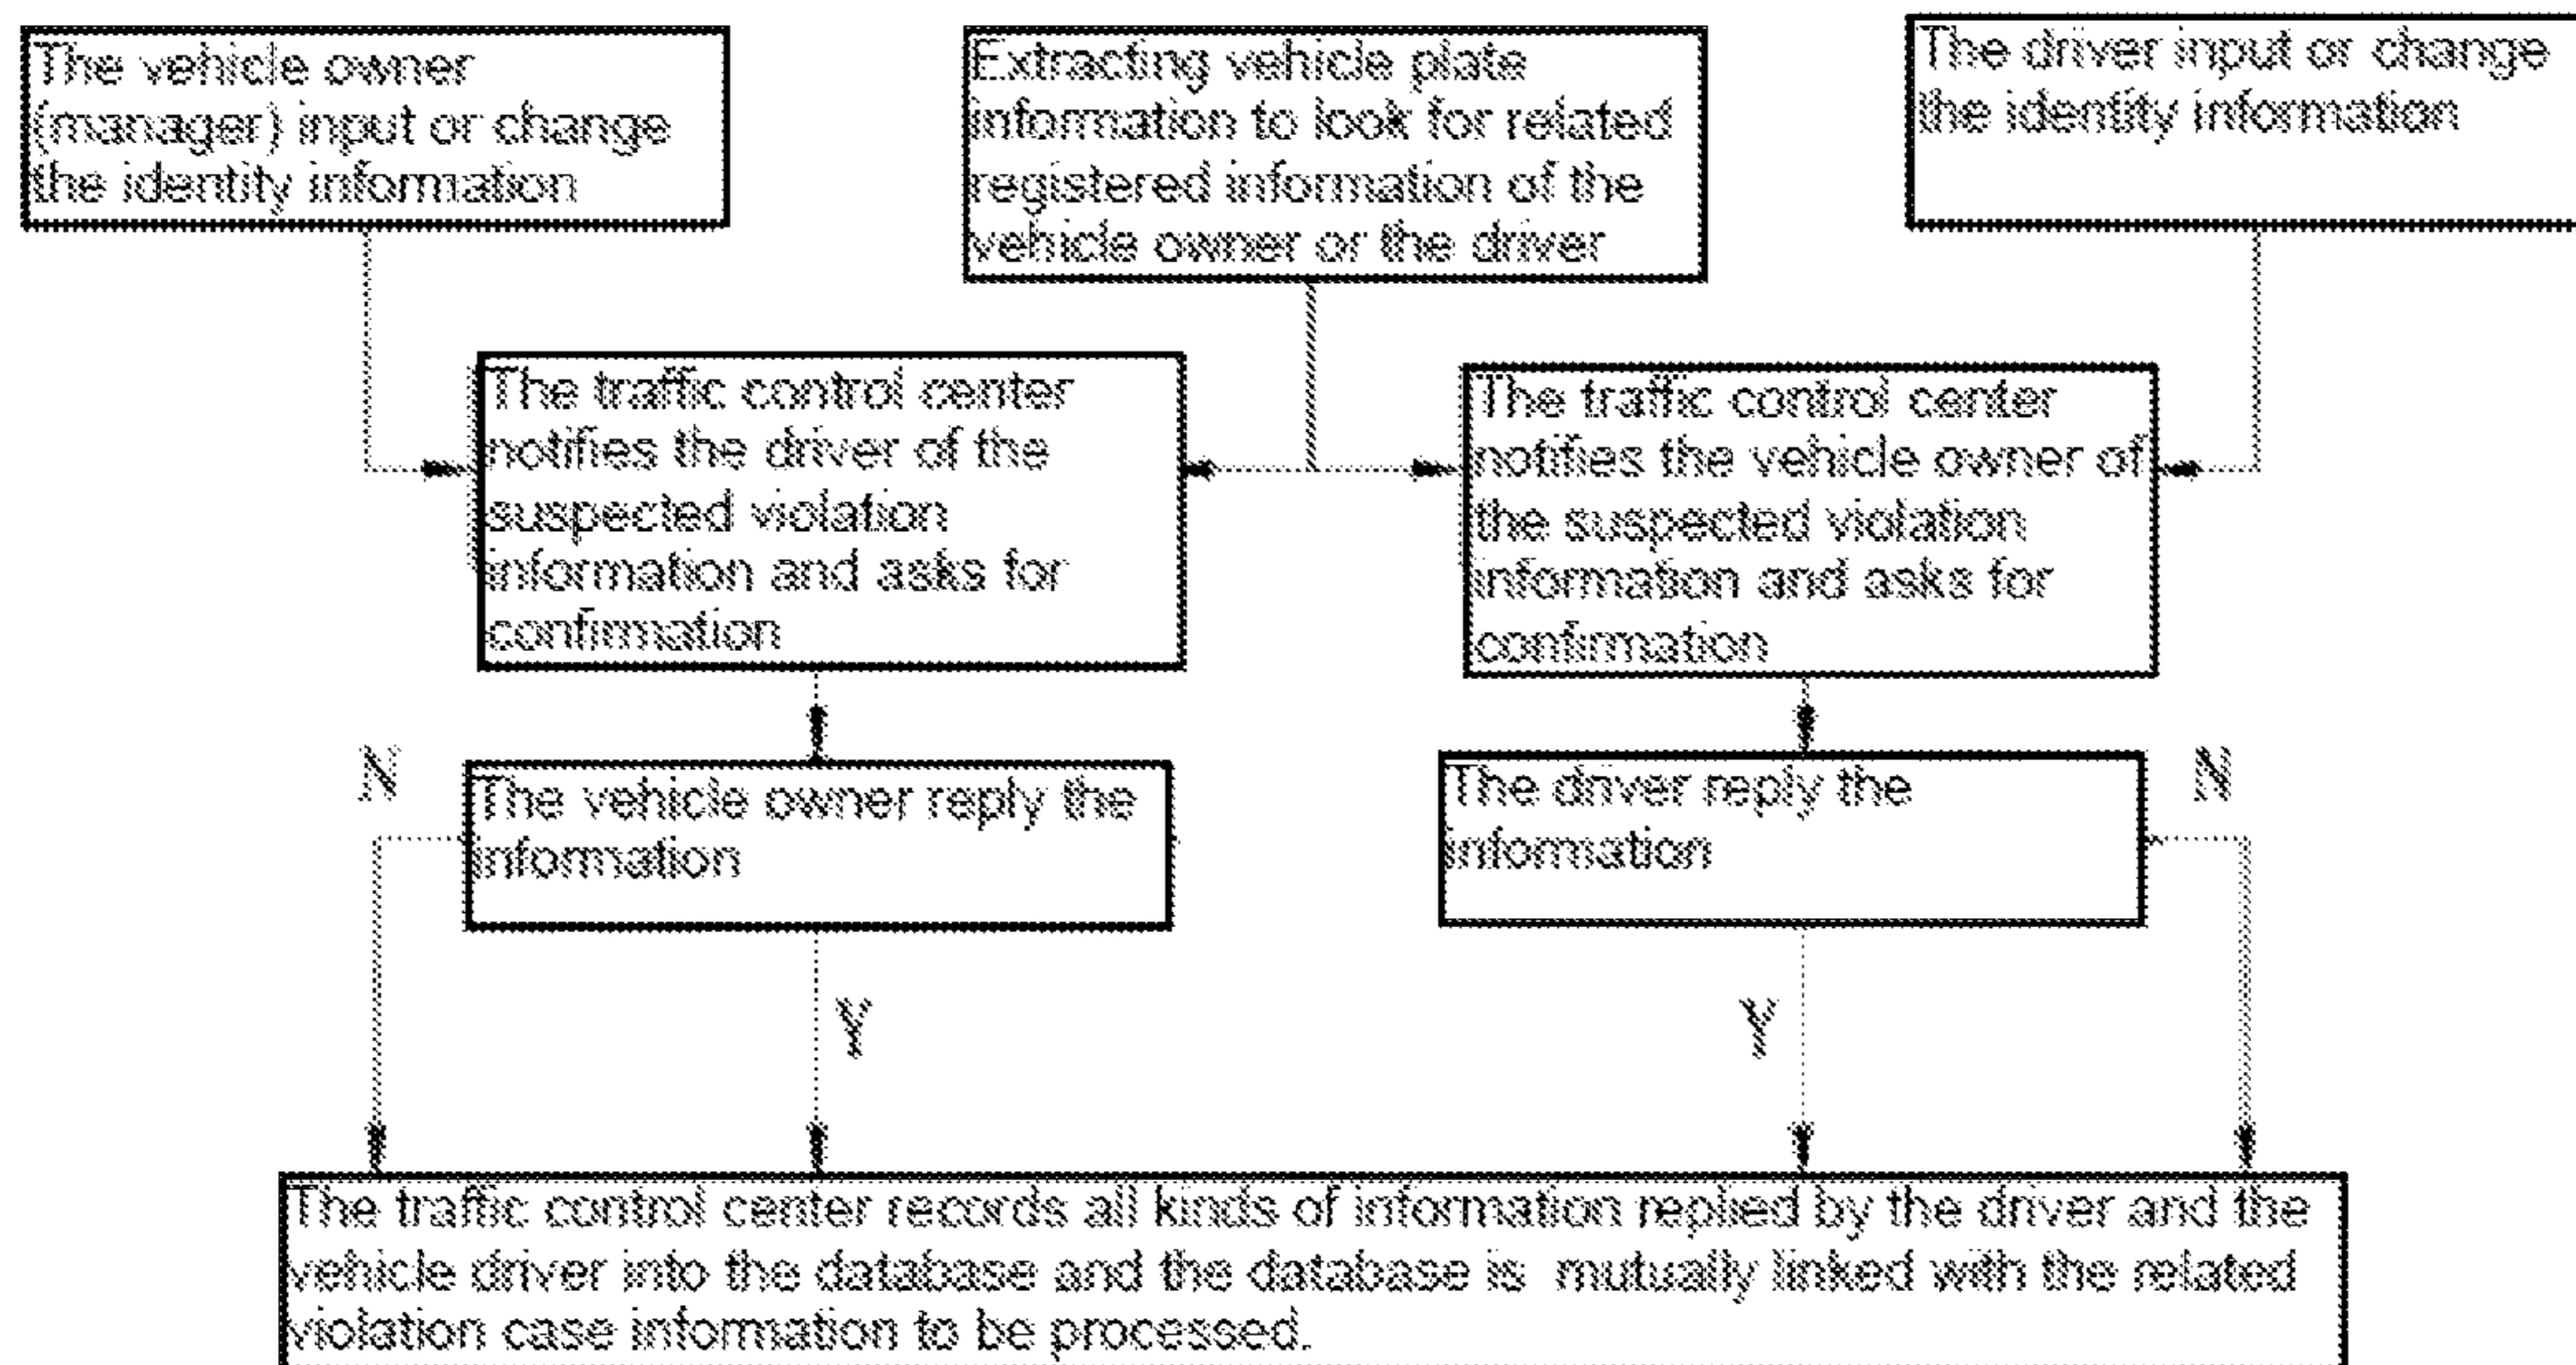 The vehicle owner
(manager) input or change
the identity information
Extracting vehicle plate
information to look for related
registered information of the
vehicle owner or the driver
The driver input or change
the identity information
The traffic control center
notifies the driver of the
suspected violation
information and asks for
confirmation
The traffic control center
notifies the vehicle owner of
the suspected violation
information and asks for
confirmation
N
The vehicle owner reply the
information
The driver reply the
information
N
Y
Y
The traffic control center records all kinds of information replied by the driver and the
vehicle driver into the database and the database is mutually linked with the related
violation case information to be processed.